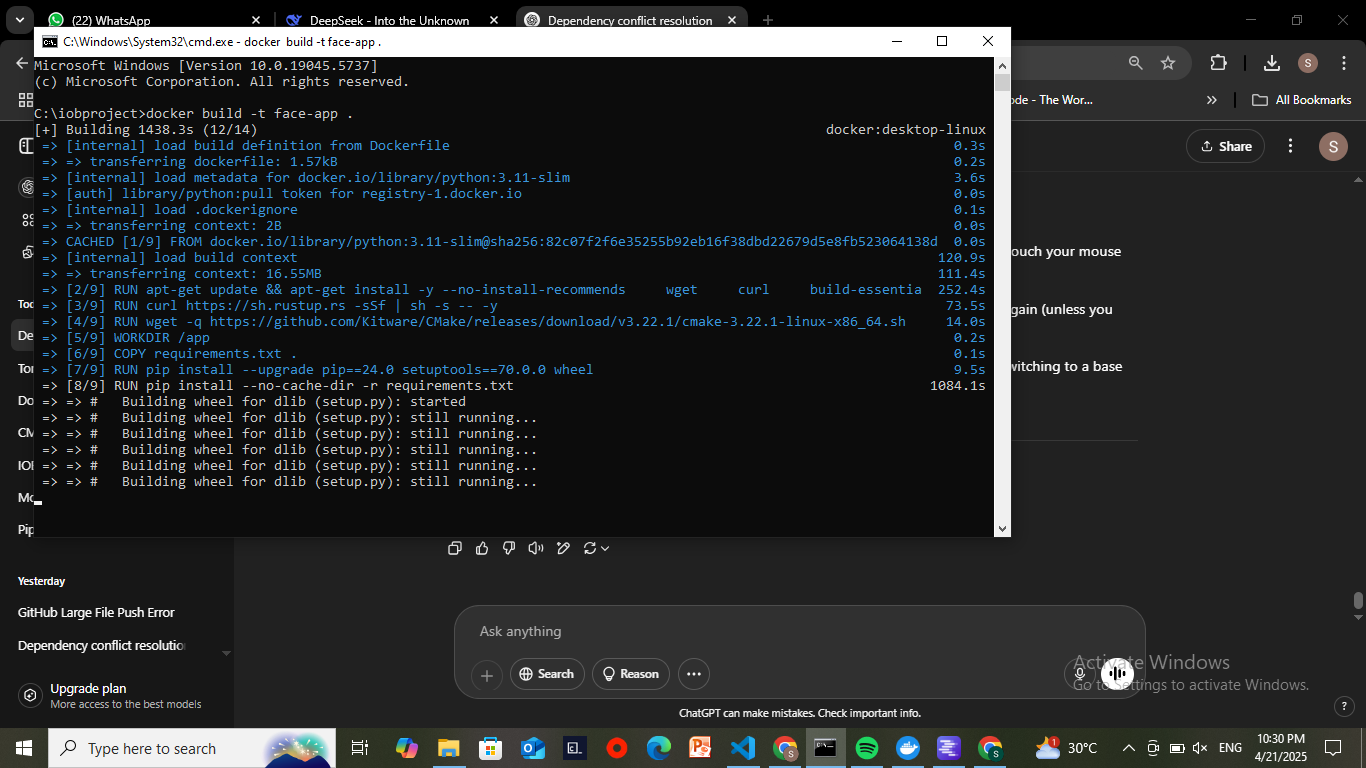 (22) WhatsApp
DeepSeek - Into the Unknown
Dependency conflict resolution
C:\Windows\System32\cmd.exe - docker build -t face-app .
Microsoft Windows [Version 10.0.19045.5737]
(c) Microsoft Corporation. All rights reserved.
C:\iobproject>docker build -t face-app .
[+] Building 1438.3s (12/14) docker:desktop-linux
=> [internal] load build definition from Dockerfile 0.3s
=> => transferring dockerfile: 1.57kB 0.2s
=> [internal] load metadata for docker.io/library/python:3.11-slim 3.6s
=> [auth] library/python:pull token for registry-1.docker.io 0.0s
=> [internal] load .dockerignore 0.1s
=> => transferring context: 2B 0.0s
=> CACHED [1/9] FROM docker.io/library/python:3.11-slim@sha256:82c07f2f6e35255b92eb16f38dbd22679d5e8fb523064138d 0.0s
=> [internal] load build context 120.9s
=> => transferring context: 16.55MB 111.4s
=> [2/9] RUN apt-get update && apt-get install -y --no-install-recommends wget curl build-essentia 252.4s
=> [3/9] RUN curl https://sh.rustup.rs -sSf | sh -s -- -y 73.5s
=> [4/9] RUN wget -q https://github.com/Kitware/CMake/releases/download/v3.22.1/cmake-3.22.1-linux-x86_64.sh 14.0s
=> [5/9] WORKDIR /app 0.2s
=> [6/9] COPY requirements.txt . 0.1s
=> [7/9] RUN pip install --upgrade pip==24.0 setuptools==70.0.0 wheel 9.5s
=> [8/9] RUN pip install --no-cache-dir -r requirements.txt 1084.1s
=> => # Building wheel for dlib (setup.py): started
=> => # Building wheel for dlib (setup.py): still running...
=> => # Building wheel for dlib (setup.py): still running...
=> => # Building wheel for dlib (setup.py): still running...
=> => # Building wheel for dlib (setup.py): still running...
=> => # Building wheel for dlib (setup.py): still running...
ode - The Wor...
All Bookmarks
Share
S
S
ouch your mouse
gain (unless you
witching to a base
Toc
De
Tor
Do
CM
IOI
Mo
Pip
Yesterday
GitHub Large File Push Error
Dependency conflict resolutio
Upgrade plan
More access to the best models
Ask anything
Search
Reason
Activate Windows
Go to Settings to activate Windows.
ChatGPT can make mistakes. Check important info.
?
Type here to search
1
30°C
ENG
10:30 PM
4/21/2025